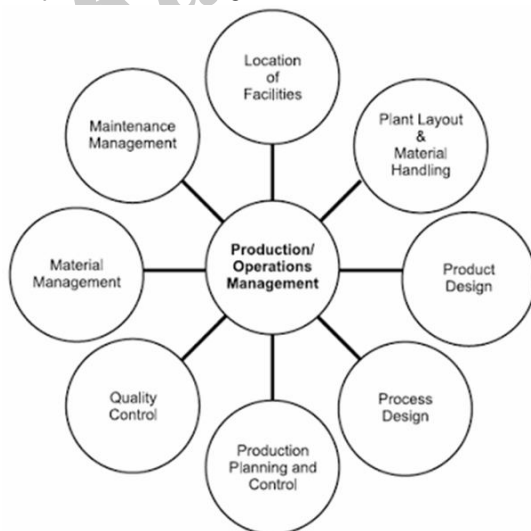 Location
of
Facilities
Plant Layout
&
Material
Handling
Product
Design
Process
Design
Production
Planning and
Control
Quality
Control
Material
Management
Maintenance
Management
Production/
Operations
Management